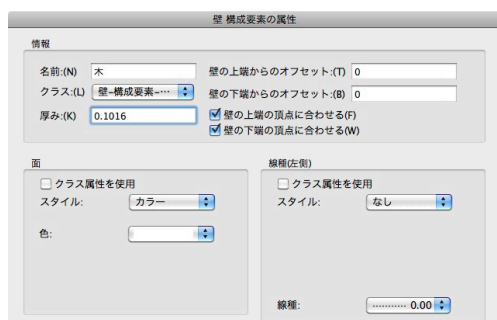 壁 構成要素の属性
情報
名前:(N) 木
クラス:(L) 壁-構成要素-…
厚み:(K) 0.1016
壁の上端からのオフセット:(T) 0
壁の下端からのオフセット:(B) 0
壁の上端の頂点に合わせる(F)
壁の下端の頂点に合わせる(W)
面
クラス属性を使用
スタイル: カラー
色:
線種(左側)
クラス属性を使用
スタイル: なし
線種: 0.00